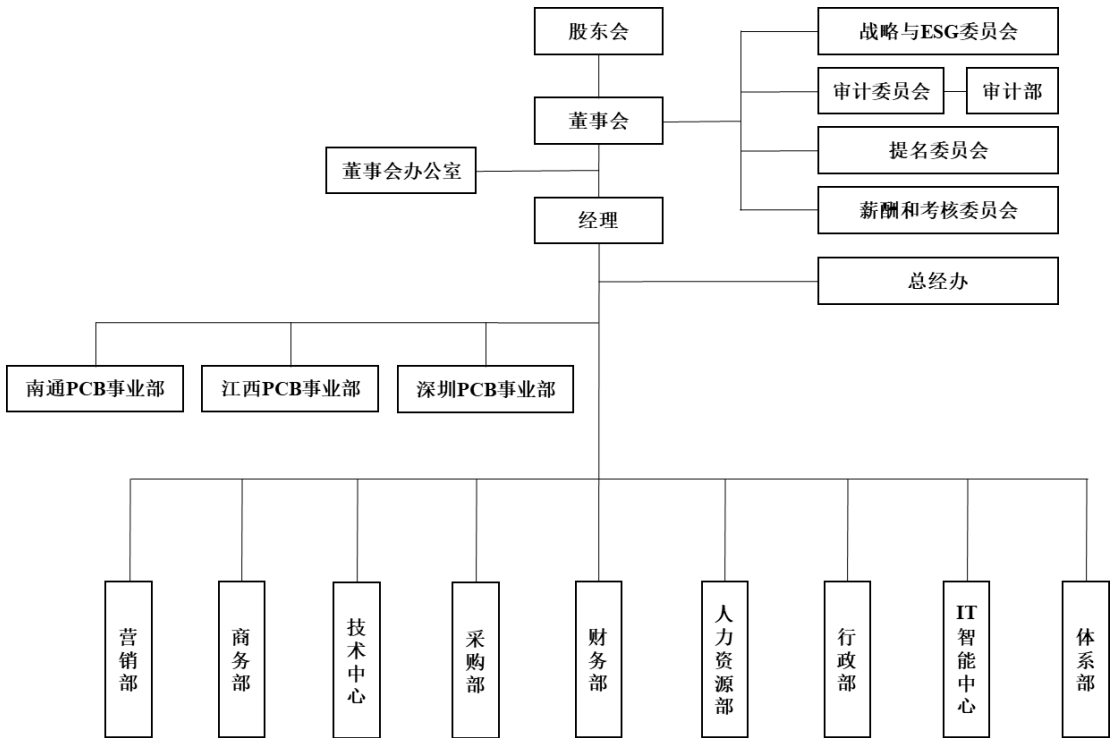 股东会
战略与ESG委员会
审计委员会
审计部
董事会
提名委员会
董事会办公室
薪酬和考核委员会
经理
总经办
南通PCB事业部
江西PCB事业部
深圳PCB事业部
营销部
商务部
技术中心
采购部
财务部
人力资源部
行政部
IT智能中心
体系部